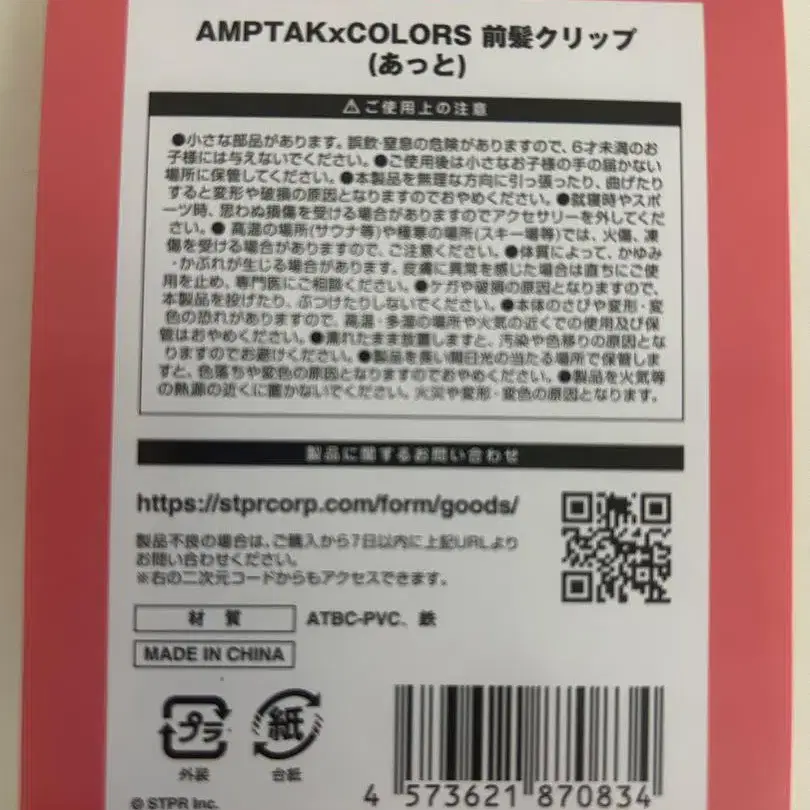 AMPTAKxCOLORS 前髪クリップ
(あっと)
⚠ご使用上の注意
●小さな部品があります。誤飲・窒息の危険がありますので、6才未満のお
子様には与えないでください。●ご使用後は小さなお子様の手の届かない
場所に保管してください。●本製品を無理な方向に引っ張ったり、曲げたり
すると変形や破損の原因となりますのでおやめください。●就寝時やスポ
ーツ時、思わぬ損傷を受ける場合がありますのでアクセサリーを外してくだ
さい。● 高温の場所(サウナ等)や極寒の場所(スキー場等)では、火傷、凍
傷を受ける場合がありますので、ご注意ください。●体質によって、かゆみ
・かぶれが生じる場合があります。皮膚に異常を感じた場合は直ちにご使
用を止め、専門医にご相談ください。●ケガや破損の原因となりますので、
本製品を投げたり、ぶつけたりしないでください。●本体のさびや変形・変
色の恐れがありますので、高温・多湿の場所や火気の近くでの使用及び保
管はおやめください。●濡れたまま放置しますと、汚染や色移りの原因とな
りますのでお避けください。●製品を長い間日光の当たる場所で保管しま
すと、色落ちや変色の原因となりますのでおやめください。●製品を火気等
の熱源の近くに置かないでください。火災や変形・変色の原因となります。
製品に関するお問い合わせ
https://stprcorp.com/form/goods/
製品不良の場合は、ご購入から7日以内に上記URLより
お問い合わせください。
※右の二次元コードからもアクセスできます。
材 質 ATBC-PVC、鉄
MADE IN CHINA
プラ 紙
外装 台紙
4 573621 870834
© STPR Inc.